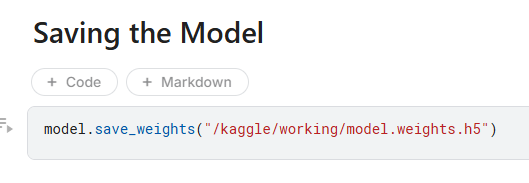 Saving the Model
+ Code + Markdown
model.save_weights("/kaggle/working/model.weights.h5")